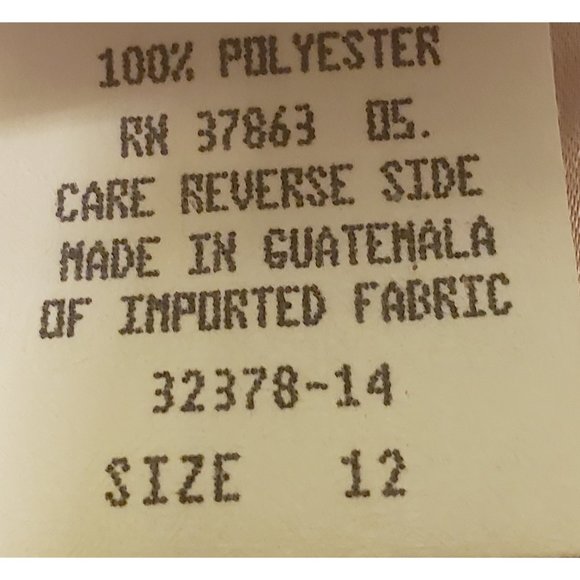 100% POLYESTER
RN 37863 05.
CARE REVERSE SIDE
MADE IN GUATEMALA
OF IMPORTED FABRIC
32378-14
SIZE 12